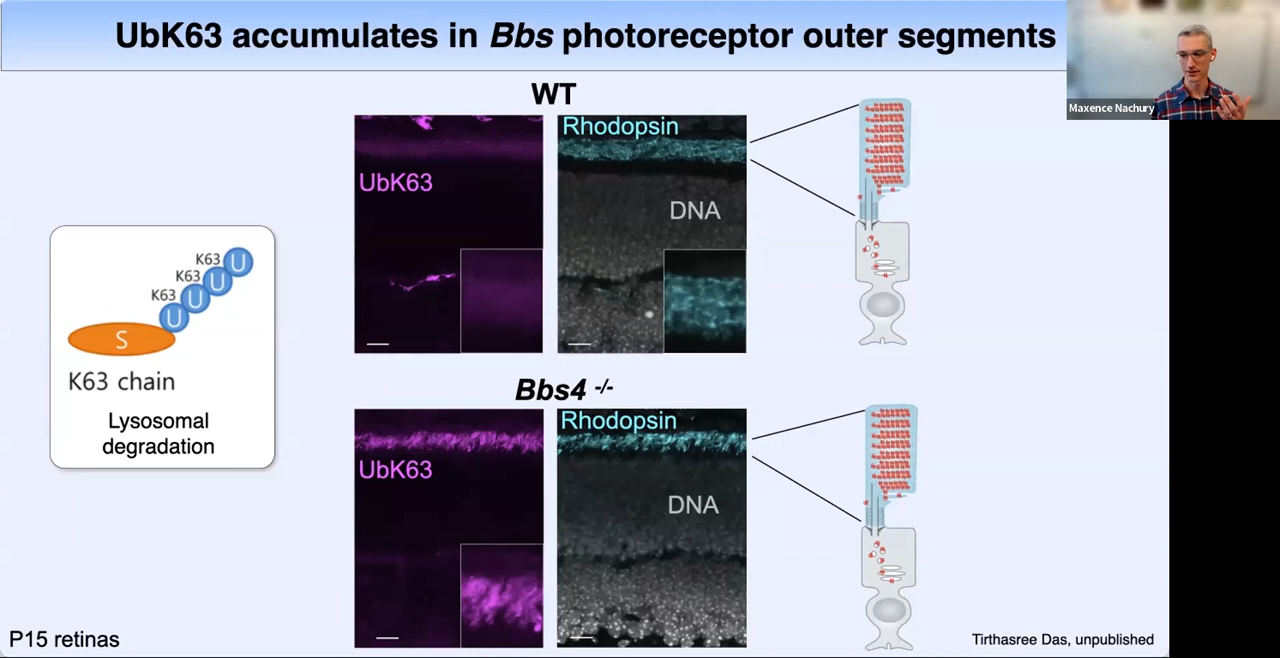 UbK63 accumulates in Bbs photoreceptor outer segments
Maxence Nachury
WT
UbK63
Rhodopsin
DNA
K63
K63
K63
U
U
U
U
S
K63 chain
Lysosomal
degradation
Bbs4 -/-
UbK63
Rhodopsin
DNA
P15 retinas
Tirthasree Das, unpublished